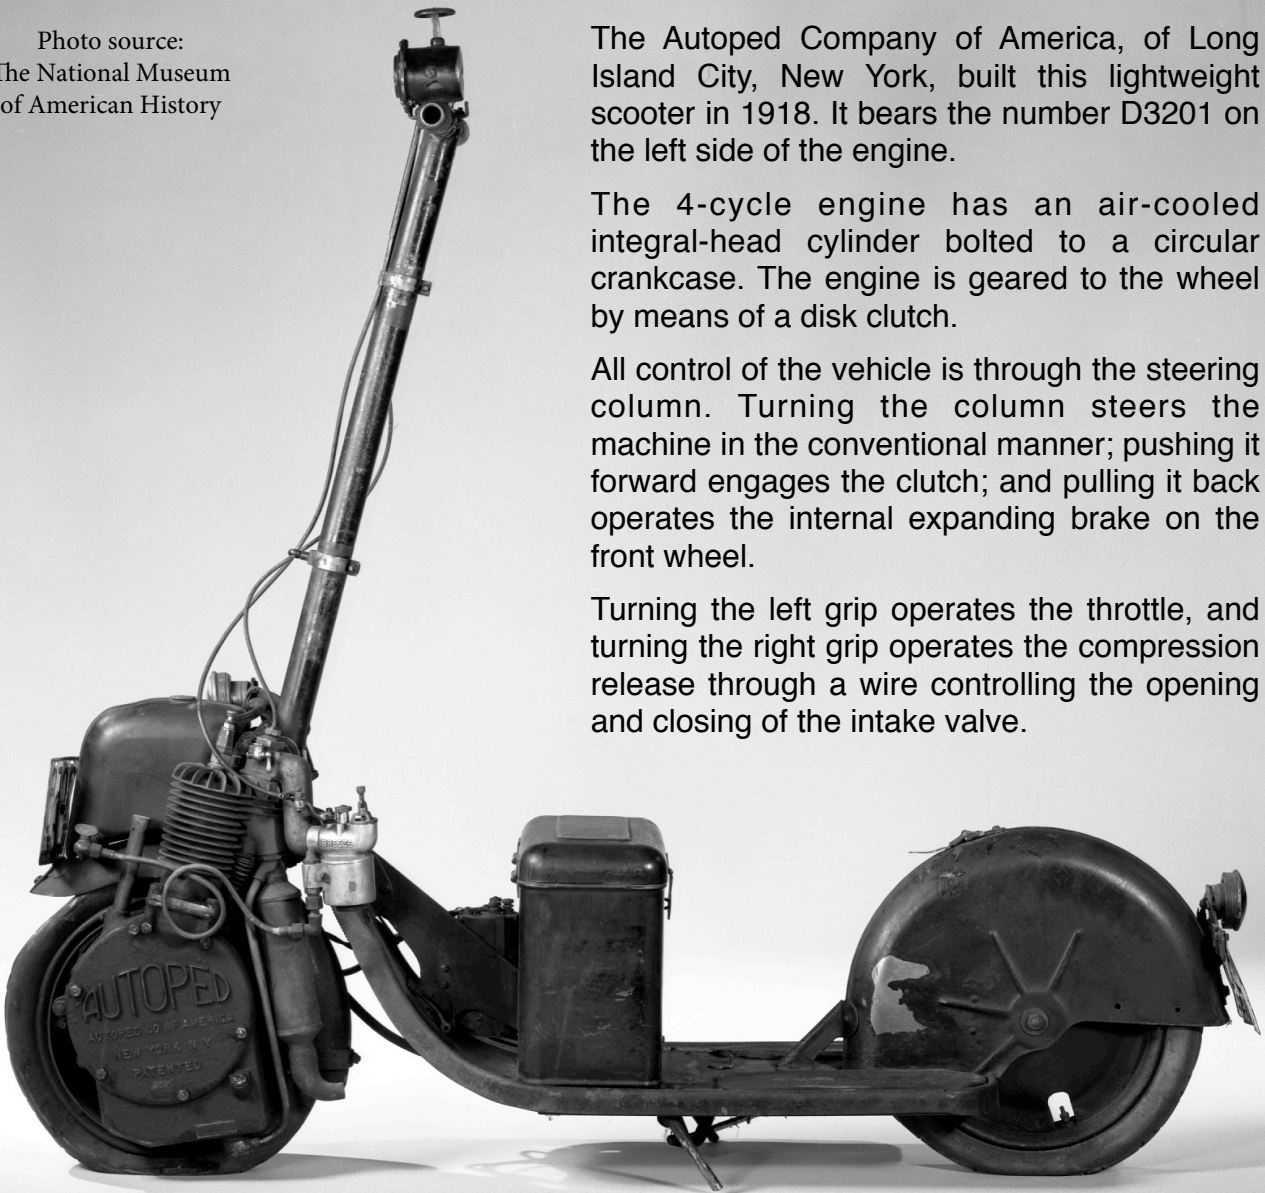 Photo source:
The National Museum
of American History
The Autoped Company of America, of Long
Island City, New York, built this lightweight
scooter in 1918. It bears the number D3201 on
the left side of the engine.
The 4-cycle engine has an air-cooled
integral-head cylinder bolted to a circular
crankcase. The engine is geared to the wheel
by means of a disk clutch.
All control of the vehicle is through the steering
column. Turning the column steers the
machine in the conventional manner; pushing it
forward engages the clutch; and pulling it back
operates the internal expanding brake on the
front wheel.
Turning the left grip operates the throttle, and
turning the right grip operates the compression
release through a wire controlling the opening
and closing of the intake valve.
AUTOPED
AUTOPED CO OF AMERICA
NEW YORK N.Y.
PATENTED